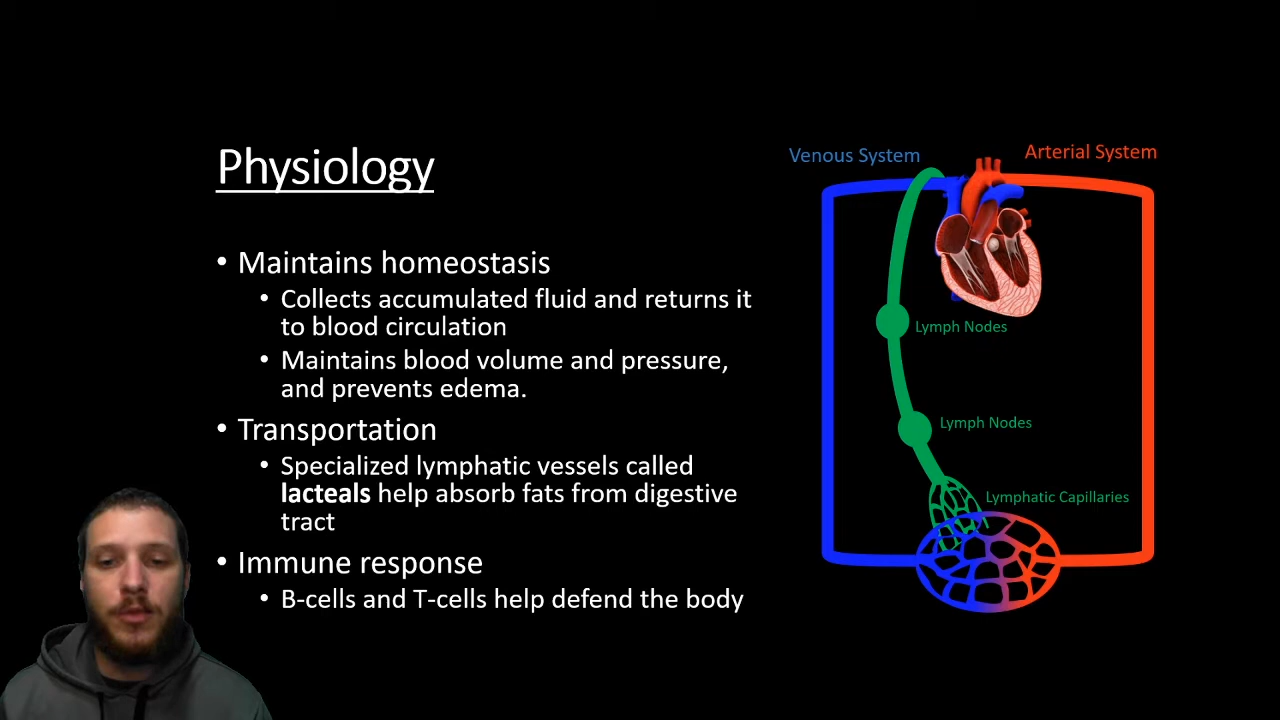 Physiology
• Maintains homeostasis
• Collects accumulated fluid and returns it
to blood circulation
• Maintains blood volume and pressure,
and prevents edema.
• Transportation
• Specialized lymphatic vessels called
lacteals help absorb fats from digestive
tract
• Immune response
• B-cells and T-cells help defend the body
Venous System
Arterial System
Lymph Nodes
Lymph Nodes
Lymphatic Capillaries